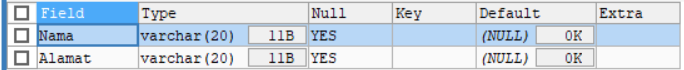 Field Type Null Key Default Extra
Nama varchar(20) 11B YES (NULL) 0K
Alamat varchar(20) 11B YES (NULL) 0K